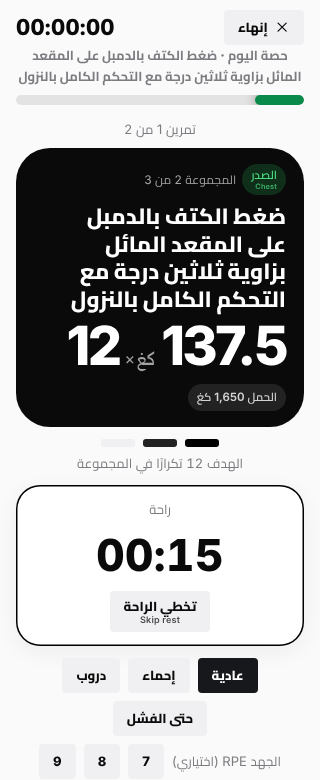 إنهاء ×
00:00:00
حصة اليوم · ضغط الكتف بالدمبل على المقعد
المائل بزاوية ثلاثين درجة مع التحكم الكامل بالنزول
تمرين 1 من 2
الصدر
Chest
المجموعة 2 من 3
ضغط الكتف بالدمبل
على المقعد المائل
بزاوية ثلاثين درجة مع
التحكم الكامل بالنزول
137.5 كغ × 12
الحمل 1,650 كغ
الهدف 12 تكرارًا في المجموعة
راحة
00:15
تخطي الراحة
Skip rest
عادية
إحماء
دروب
حتى الفشل
الجهد RPE (اختياري)
7
8
9